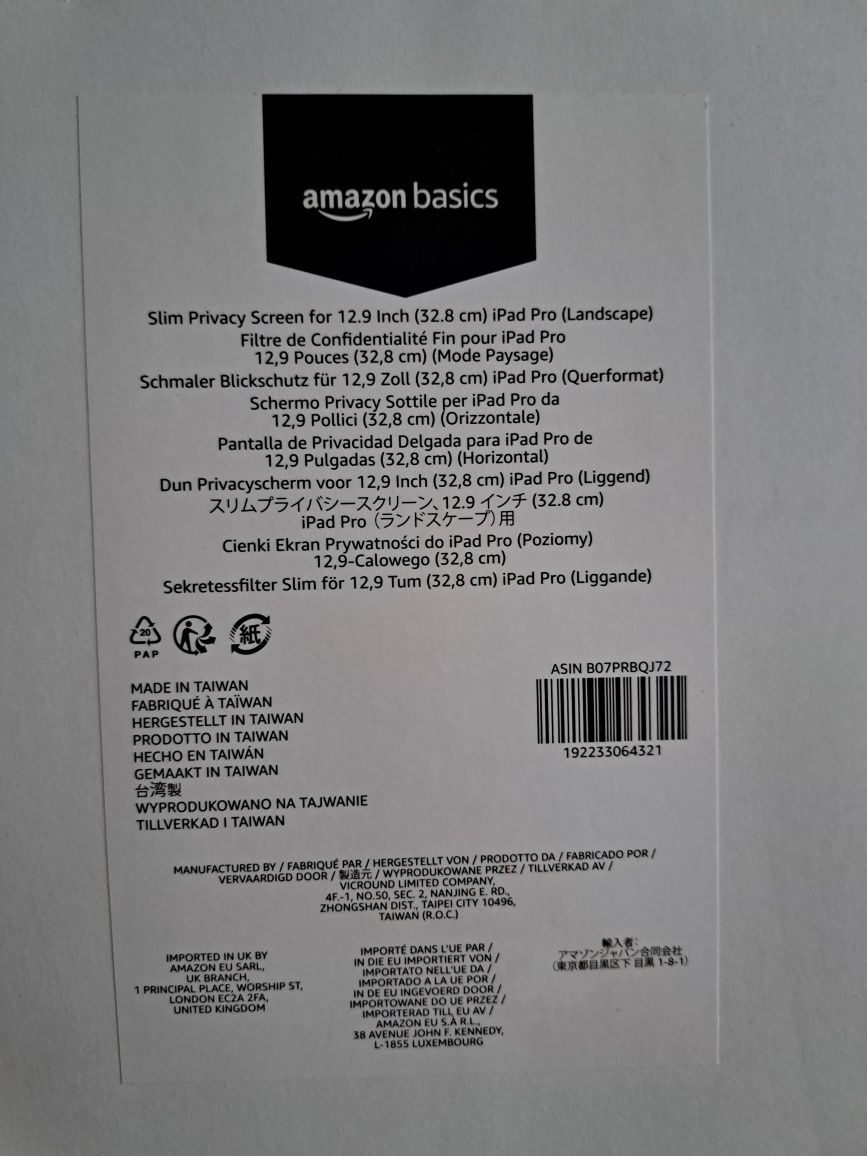 amazon basics
Slim Privacy Screen for 12.9 Inch (32.8 cm) iPad Pro (Landscape)
Filtre de Confidentialité Fin pour iPad Pro
12,9 Pouces (32,8 cm) (Mode Paysage)
Schmaler Blickschutz für 12,9 Zoll (32,8 cm) iPad Pro (Querformat)
Schermo Privacy Sottile per iPad Pro da
12,9 Pollici (32,8 cm) (Orizzontale)
Pantalla de Privacidad Delgada para iPad Pro de
12,9 Pulgadas (32,8 cm) (Horizontal)
Dun Privacyscherm voor 12,9 Inch (32,8 cm) iPad Pro (Liggend)
スリムプライバシースクリーン、12.9 インチ (32.8 cm)
iPad Pro （ランドスケープ）用
Cienki Ekran Prywatności do iPad Pro (Poziomy)
12,9-Calowego (32,8 cm)
Sekretessfilter Slim för 12,9 Tum (32,8 cm) iPad Pro (Liggande)
20
PAP
紙
MADE IN TAIWAN
FABRIQUÉ À TAÏWAN
HERGESTELLT IN TAIWAN
PRODOTTO IN TAIWAN
HECHO EN TAIWÁN
GEMAAKT IN TAIWAN
台湾製
WYPRODUKOWANO NA TAJWANIE
TILLVERKAD I TAIWAN
ASIN B07PRBQJ72
192233064321
MANUFACTURED BY / FABRIQUÉ PAR / HERGESTELLT VON / PRODOTTO DA / FABRICADO POR /
VERVAARDIGD DOOR / 製造元 / WYPRODUKOWANE PRZEZ / TILLVERKAD AV /
VICROUND LIMITED COMPANY,
4F.-1, NO.50, SEC. 2, NANJING E. RD.,
ZHONGSHAN DIST., TAIPEI CITY 10496,
TAIWAN (R.O.C.)
IMPORTED IN UK BY
AMAZON EU SARL,
UK BRANCH,
1 PRINCIPAL PLACE, WORSHIP ST,
LONDON EC2A 2FA,
UNITED KINGDOM
IMPORTÉ DANS L'UE PAR /
IN DIE EU IMPORTIERT VON /
IMPORTATO NELL'UE DA /
IMPORTADO A LA UE POR /
IN DE EU INGEVOERD DOOR /
IMPORTOWANE DO UE PRZEZ /
IMPORTERAD TILL EU AV /
AMAZON EU S.À R.L.,
38 AVENUE JOHN F. KENNEDY,
L-1855 LUXEMBOURG
輸入者：
アマゾンジャパン合同会社
（東京都目黒区下目黒 1-8-1）